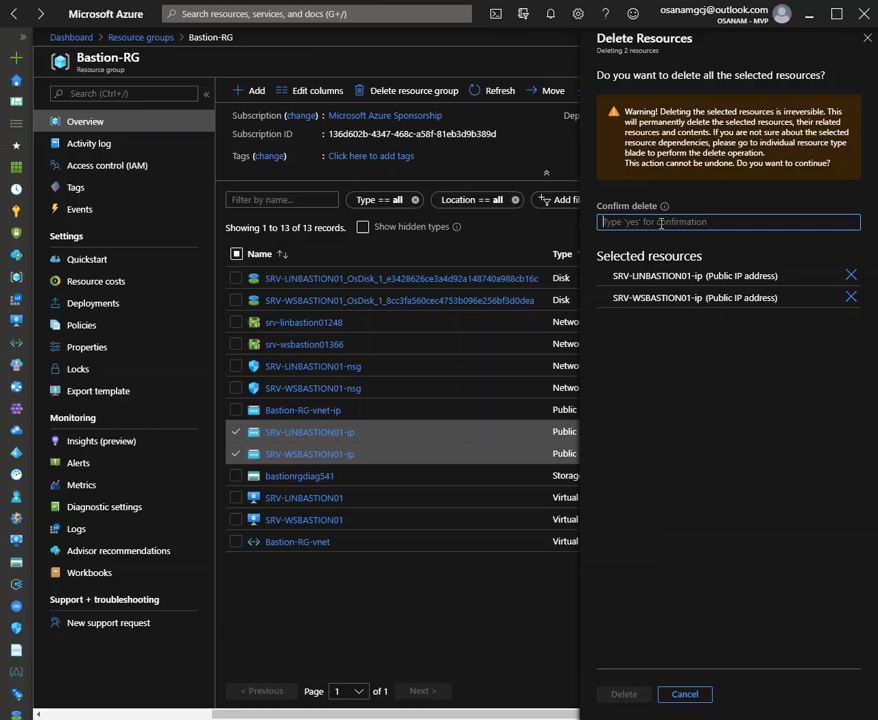 Microsoft Azure
Search resources, services, and docs (G+/)
osanamgcj@outlook.com
OSANAM - MVP
Dashboard > Resource groups > Bastion-RG
Bastion-RG
Resource group
Search (Ctrl+/)
Overview
Activity log
Access control (IAM)
Tags
Events
Settings
Quickstart
Resource costs
Deployments
Policies
Properties
Locks
Export template
Monitoring
Insights (preview)
Alerts
Metrics
Diagnostic settings
Logs
Advisor recommendations
Workbooks
Support + troubleshooting
New support request
Add
Edit columns
Delete resource group
Refresh
Move
Subscription (change) : Microsoft Azure Sponsorship
Dep
Subscription ID : 136d602b-4347-468c-a58f-81eb3d9b389d
Tags (change) : Click here to add tags
Filter by name...
Type == all
Location == all
Add fil
Showing 1 to 13 of 13 records.
Show hidden types
Name
Type
SRV-LINBASTION01_OsDisk_1_e3428626ce3a4d92a148740a988cb16c Disk
SRV-WSBASTION01_OsDisk_1_8cc3fa560cec4753b096e256bf3d0dea Disk
srv-linbastion01248 Netwo
srv-wsbastion01366 Netwo
SRV-LINBASTION01-nsg Netwo
SRV-WSBASTION01-nsg Netwo
Bastion-RG-vnet-ip Public
SRV-LINBASTION01-ip Public
SRV-WSBASTION01-ip Public
bastionrgdiag541 Storag
SRV-LINBASTION01 Virtual
SRV-WSBASTION01 Virtual
Bastion-RG-vnet Virtual
< Previous
Page 1 of 1
Next >
Delete Resources
Deleting 2 resources
Do you want to delete all the selected resources?
Warning! Deleting the selected resources is irreversible. This
will permanently delete the selected resources, their related
resources and contents. If you are not sure about the selected
resource dependencies, please go to individual resource type
blade to perform the delete operation.
This action cannot be undone. Do you want to continue?
Confirm delete
Type 'yes' for confirmation
Selected resources
SRV-LINBASTION01-ip (Public IP address)
SRV-WSBASTION01-ip (Public IP address)
Delete
Cancel